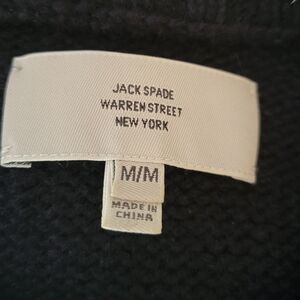 JACK SPADE
WARREN STREET
NEW YORK
M/M
MADE IN
CHINA